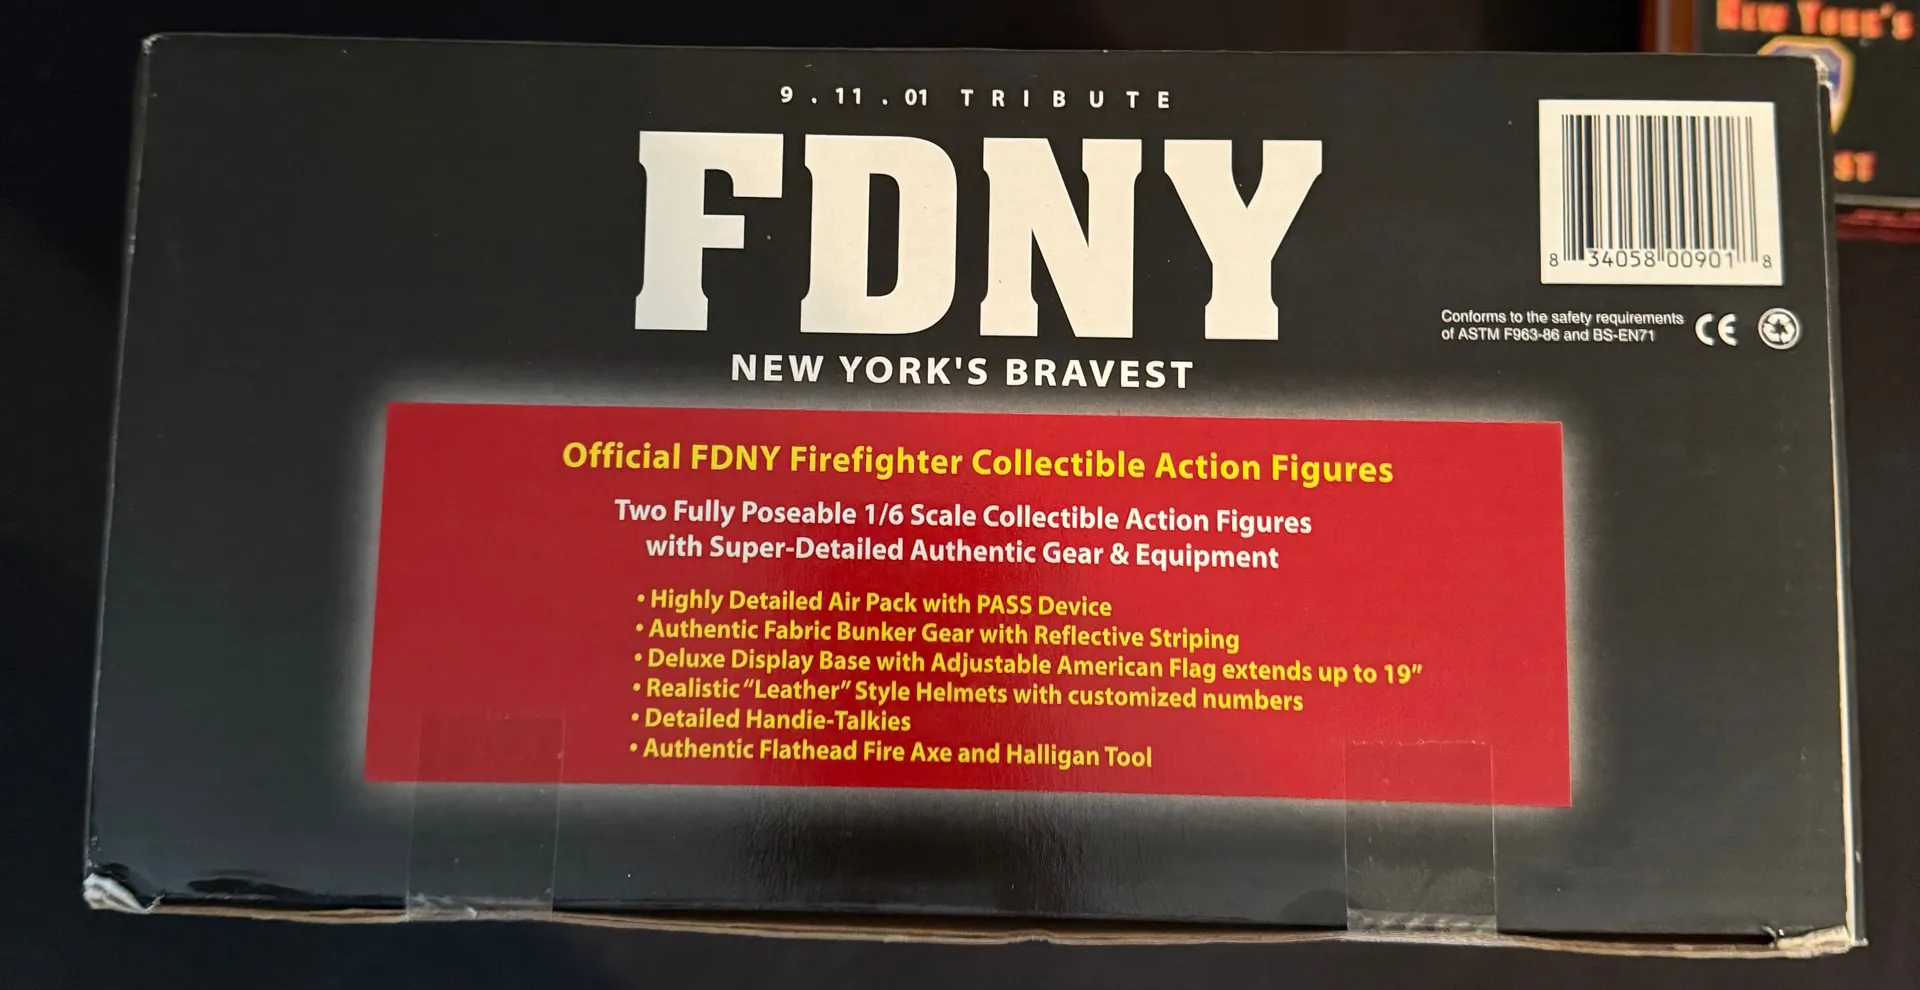 9 . 11 . 01 TRIBUTE
FDNY
NEW YORK'S BRAVEST
8 34058 00901 8
Conforms to the safety requirements
of ASTM F963-86 and BS-EN71
CE
Official FDNY Firefighter Collectible Action Figures
Two Fully Poseable 1/6 Scale Collectible Action Figures
with Super-Detailed Authentic Gear & Equipment
• Highly Detailed Air Pack with PASS Device
• Authentic Fabric Bunker Gear with Reflective Striping
• Deluxe Display Base with Adjustable American Flag extends up to 19”
• Realistic “Leather” Style Helmets with customized numbers
• Detailed Handie-Talkies
• Authentic Flathead Fire Axe and Halligan Tool
NEW YORK'S
ST